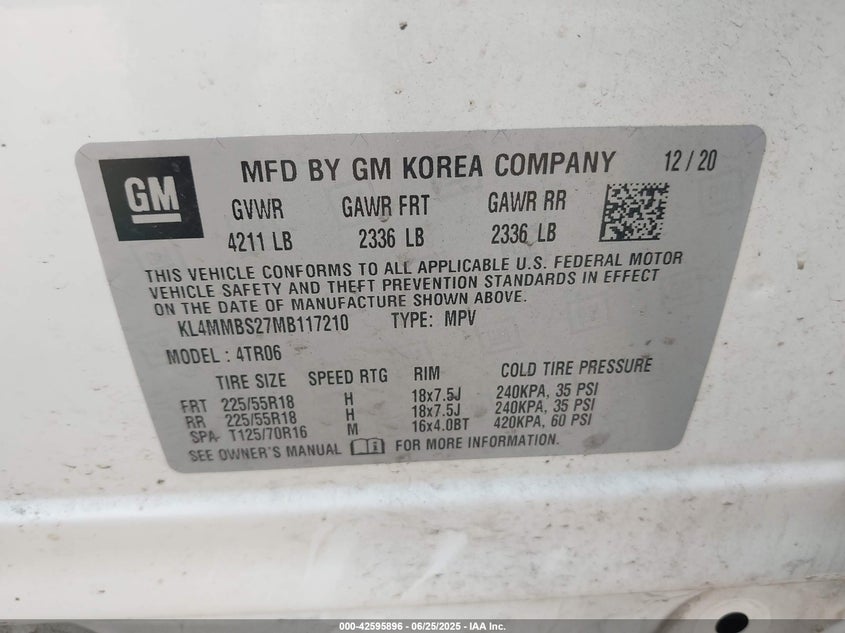 GM
MFD BY GM KOREA COMPANY 12 / 20
GVWR GAWR FRT GAWR RR
4211 LB 2336 LB 2336 LB
THIS VEHICLE CONFORMS TO ALL APPLICABLE U.S. FEDERAL MOTOR
VEHICLE SAFETY AND THEFT PREVENTION STANDARDS IN EFFECT
ON THE DATE OF MANUFACTURE SHOWN ABOVE.
KL4MMBS27MB117210 TYPE: MPV
MODEL : 4TR06
TIRE SIZE SPEED RTG RIM COLD TIRE PRESSURE
FRT 225/55R18 H 18x7.5J 240KPA, 35 PSI
RR 225/55R18 H 18x7.5J 240KPA, 35 PSI
SPA T125/70R16 M 16x4.0BT 420KPA, 60 PSI
SEE OWNER'S MANUAL FOR MORE INFORMATION.
000-42595896 - 06/25/2025 - IAA Inc.